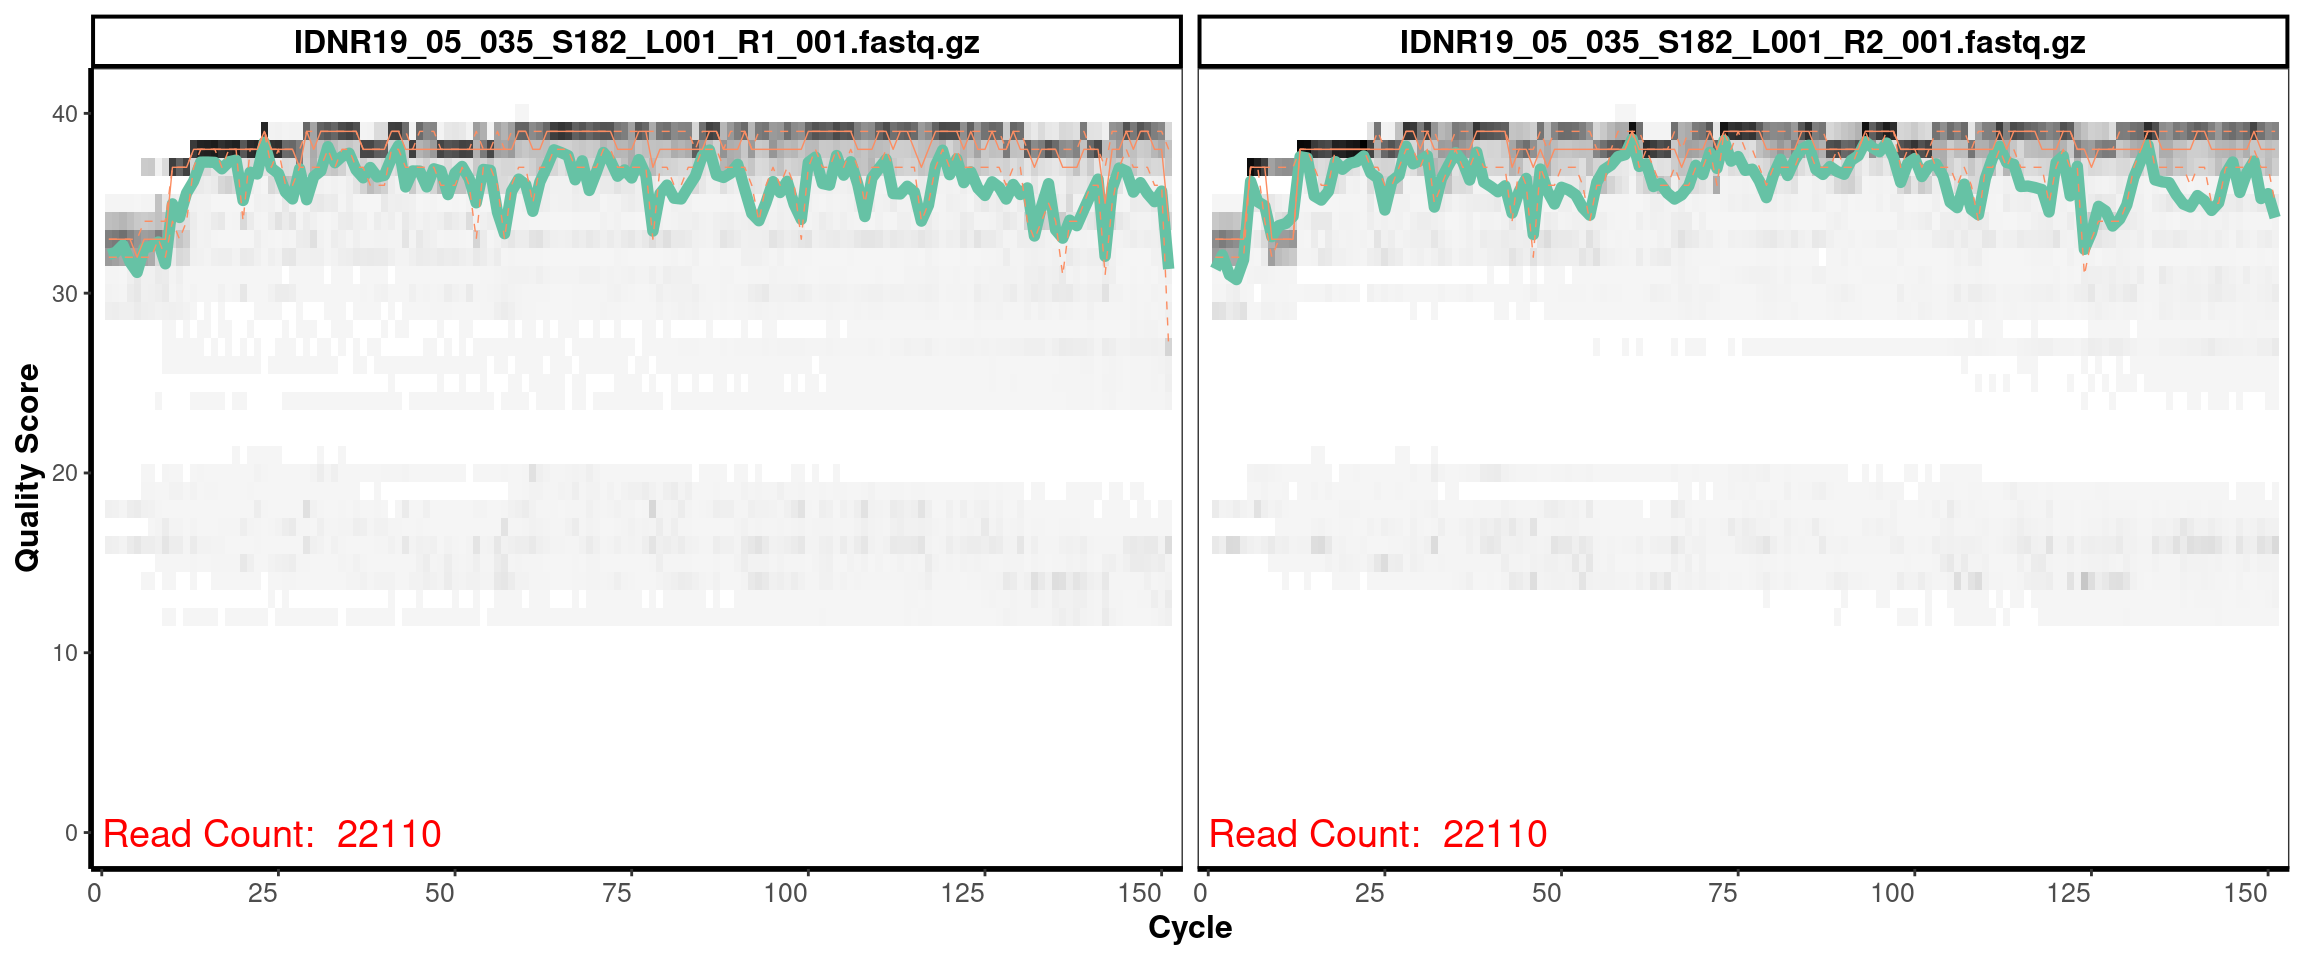 IDNR19_05_035_S182_L001_R1_001.fastq.gz
IDNR19_05_035_S182_L001_R2_001.fastq.gz
Quality Score
40
30
20
10
0
Read Count: 22110
Read Count: 22110
0 25 50 75 100 125 150
0 25 50 75 100 125 150
Cycle